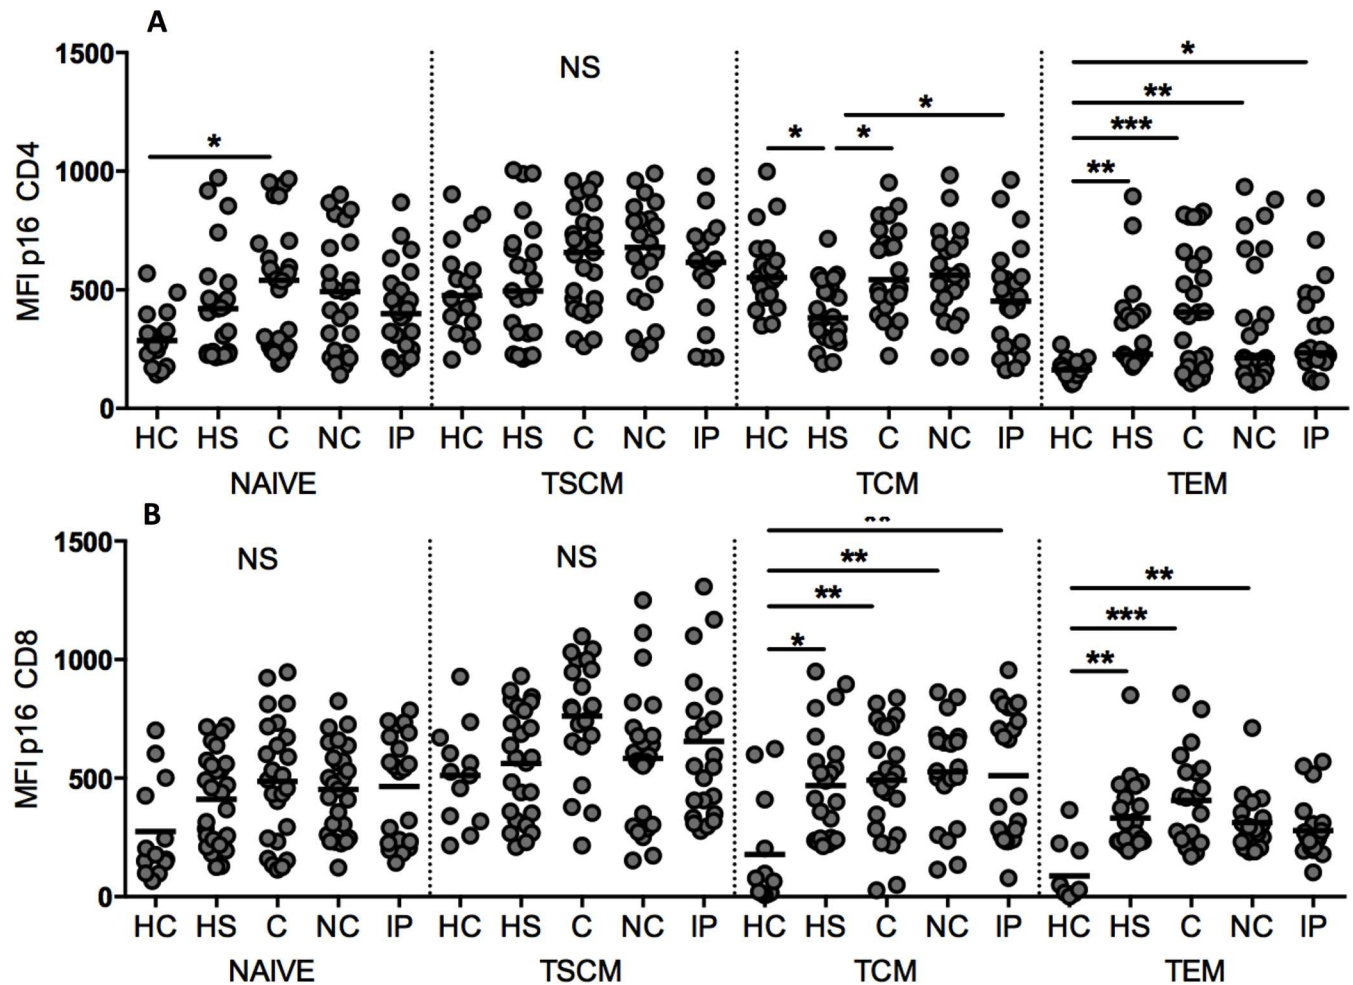 A
1500
NS
*
**
*
***
* *
*
**
1000
MFI p16 CD4
500
0
HC HS C NC IP HC HS C NC IP HC HS C NC IP HC HS C NC IP
NAIVE TSCM TCM TEM
B
**
1500
NS NS
**
**
**
***
*
**
1000
MFI p16 CD8
500
0
HC HS C NC IP HC HS C NC IP HC HS C NC IP HC HS C NC IP
NAIVE TSCM TCM TEM